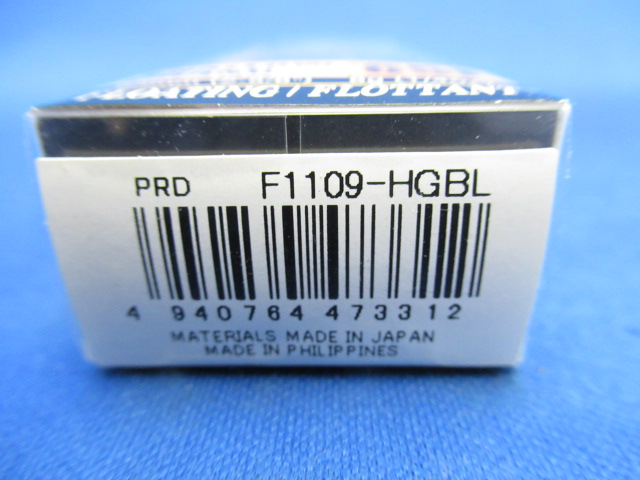 FLOATING / FLOTTANT
PRD F1109-HGBL
4 940764 473312
MATERIALS MADE IN JAPAN
MADE IN PHILIPPINES